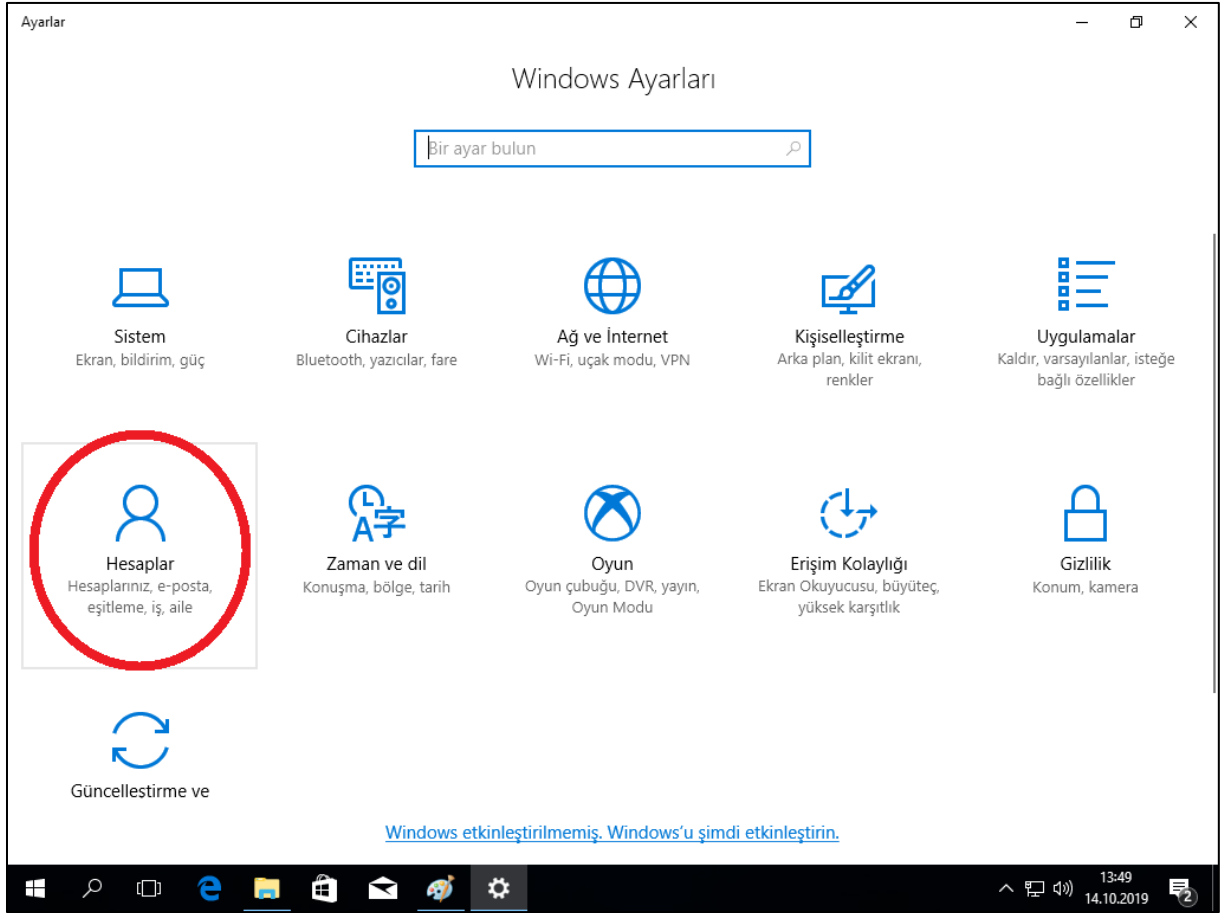 Ayarlar
Windows Ayarları
Bir ayar bulun
Sistem
Ekran, bildirim, güç
Cihazlar
Bluetooth, yazıcılar, fare
Ağ ve İnternet
Wi-Fi, uçak modu, VPN
Kişiselleştirme
Arka plan, kilit ekranı,
renkler
Uygulamalar
Kaldır, varsayılanlar, isteğe
bağlı özellikler
Hesaplar
Hesaplarınız, e-posta,
eşitleme, iş, aile
Zaman ve dil
Konuşma, bölge, tarih
Oyun
Oyun çubuğu, DVR, yayın,
Oyun Modu
Erişim Kolaylığı
Ekran Okuyucusu, büyüteç,
yüksek karşıtlık
Gizlilik
Konum, kamera
Güncelleştirme ve
Windows etkinleştirilmemiş. Windows'u şimdi etkinleştirin.
13:49
14.10.2019
2